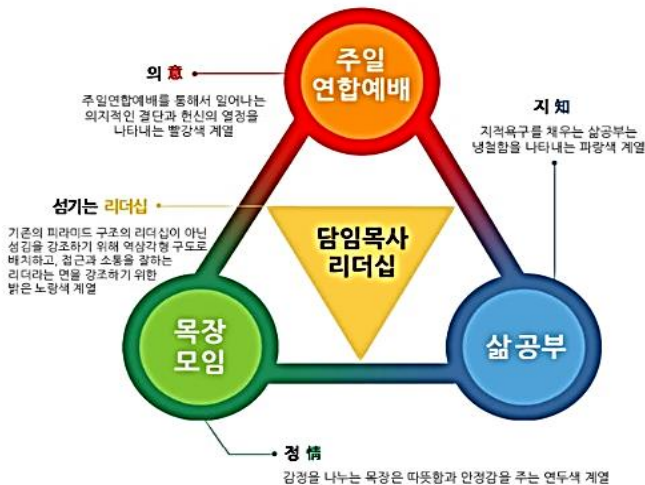 주일
연합예배
의 意
주일연합예배를 통해서 일어나는
의지적인 결단과 헌신의 열정을
나타내는 빨강색 계열
지 知
지적욕구를 채우는 삶공부는
냉철함을 나타내는 파랑색 계열
섬기는 리더십
기존의 피라미드 구조의 리더십이 아닌
섬김을 강조하기 위해 역삼각형 구도로
배치하고, 접근과 소통을 잘하는
리더라는 면을 강조하기 위한
밝은 노랑색 계열
담임목사
리더십
목장
모임
삶공부
정 情
감정을 나누는 목장은 따뜻함과 안정감을 주는 연두색 계열